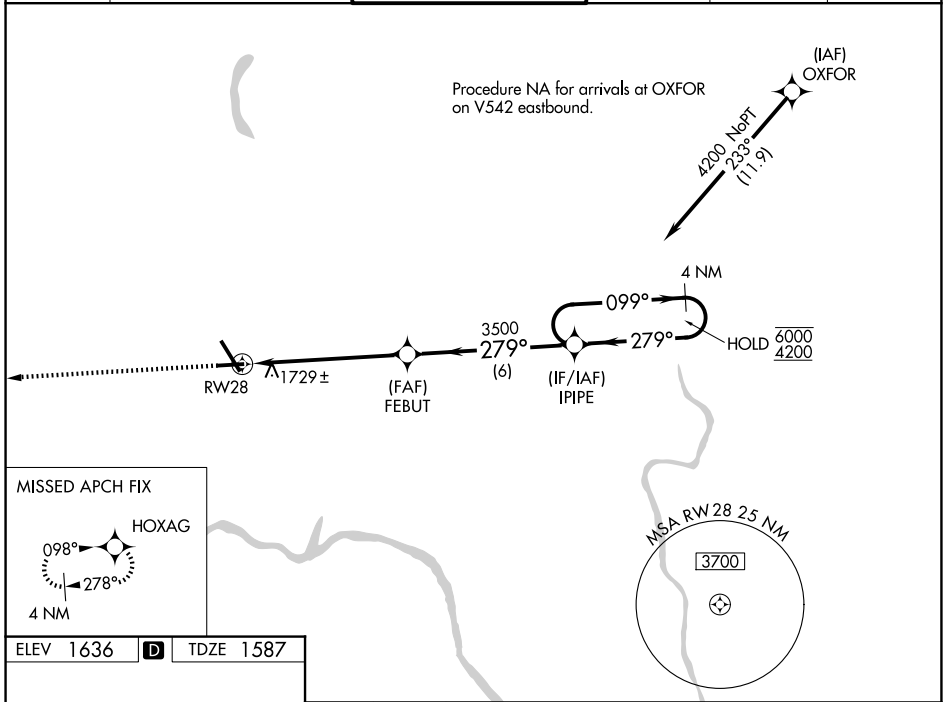 (IAF)
OXFOR
Procedure NA for arrivals at OXFOR
on V542 eastbound.
4200 NoPT
233°
(11.9)
4 NM
099°
3500
279°
279°
HOLD 6000
4200
(6)
RW28
1729±
(FAF)
FEBUT
(IF/IAF)
IPIPE
MISSED APCH FIX
HOXAG
098°
278°
4 NM
MSA RW 28 25 NM
3700
ELEV 1636 D TDZE 1587